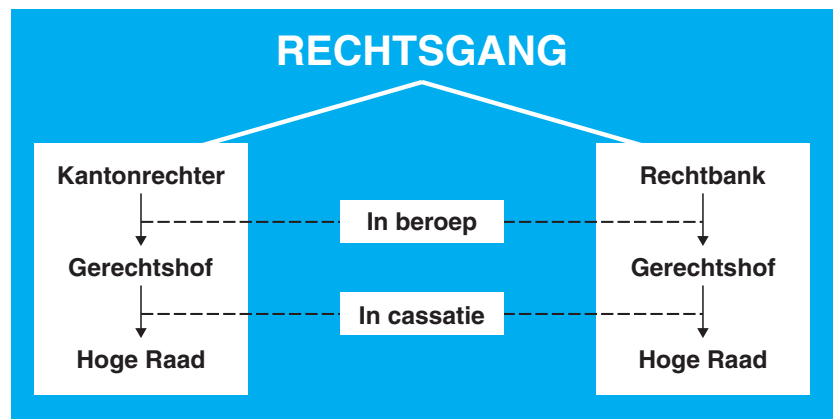 RECHTSGANG
Kantonrechter
Rechtbank
In beroep
Gerechtshof
Gerechtshof
In cassatie
Hoge Raad
Hoge Raad